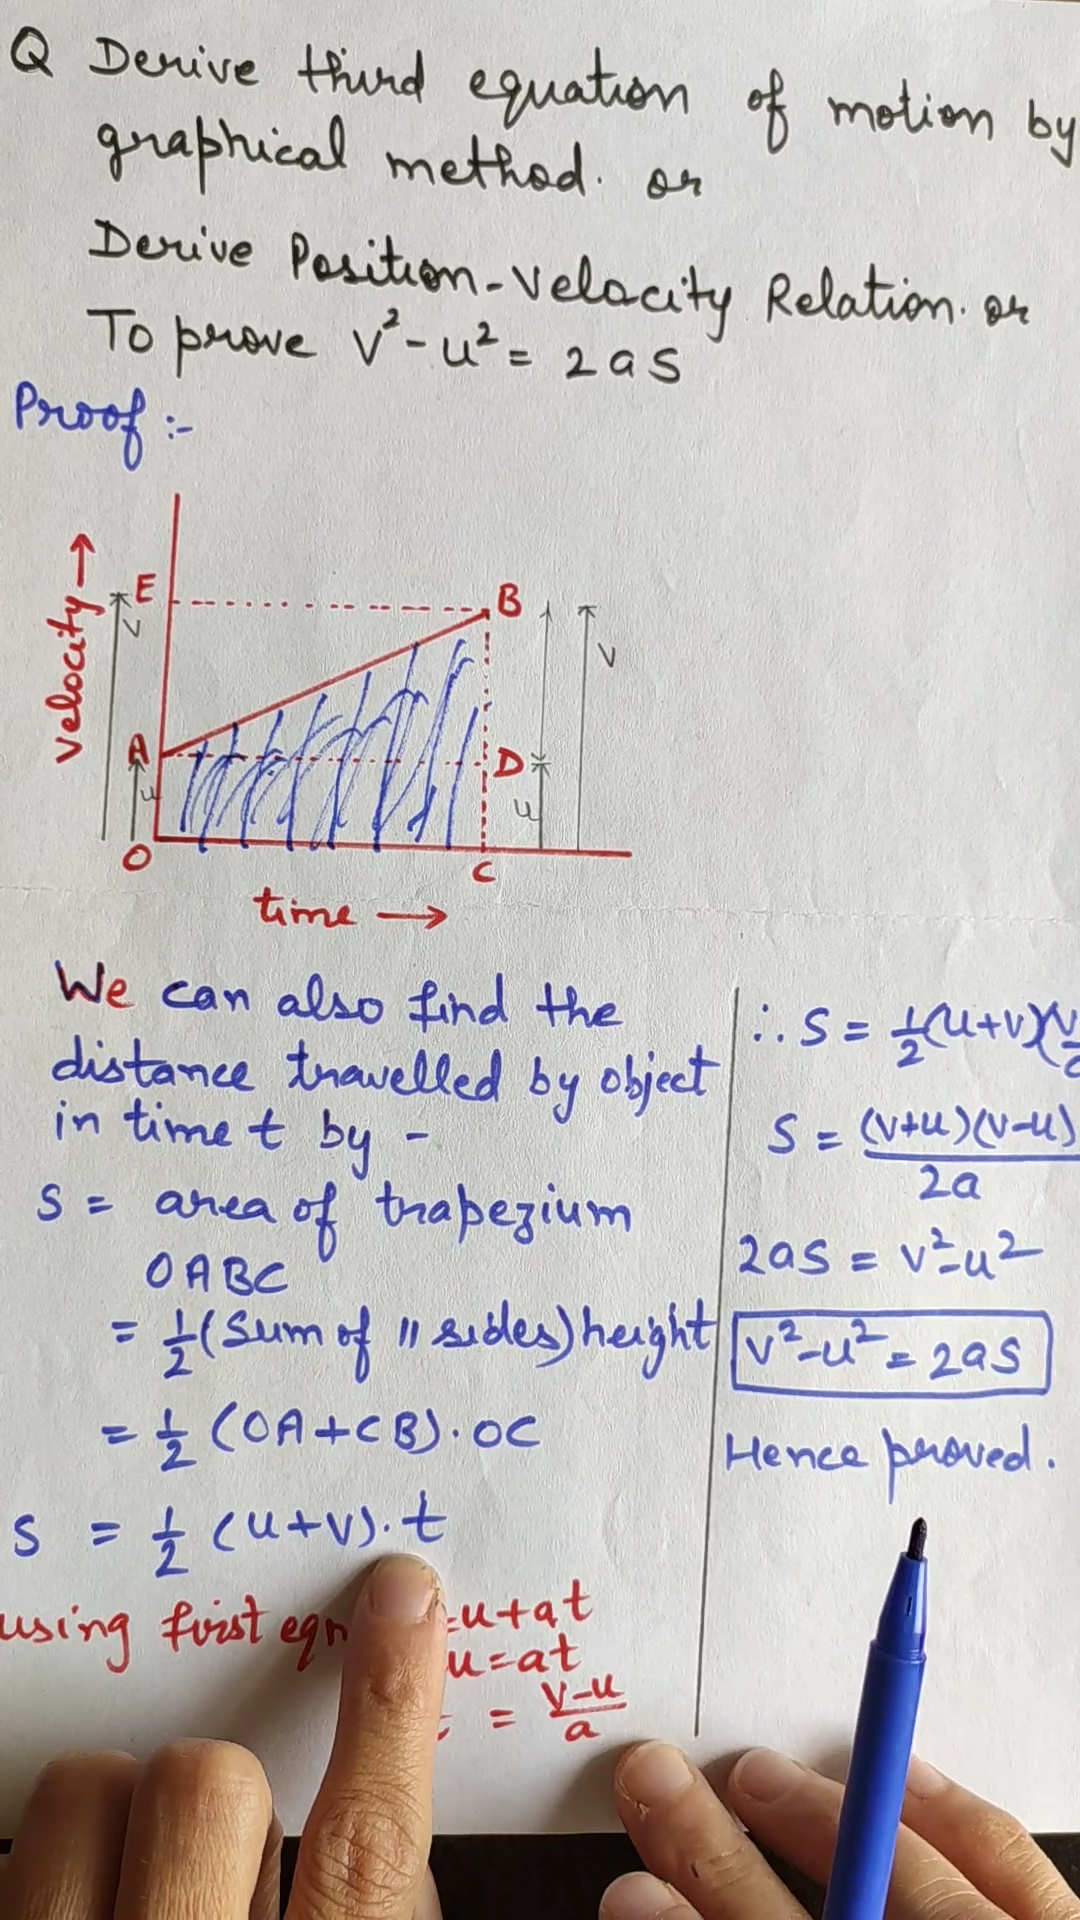 Q Derive third equation of motion by
graphical method. or
Derive Position-Velocity Relation. or
To prove V² - u² = 2aS
Proof :-
velocity →
E
V
B
V
A
u
D
u
O
C
time →
We can also find the
distance travelled by object
in time t by -
S = area of trapezium
OABC
= 1/2 (Sum of || sides) height
= 1/2 (OA + CB). OC
S = 1/2 (u+v). t
using first eqn =u+at
u=at
= v-u/a
∴ S = 1/2 (u+v)(v
S = (v+u)(v-u)/2a
2aS = v²-u²
v²-u² = 2as
Hence proved.